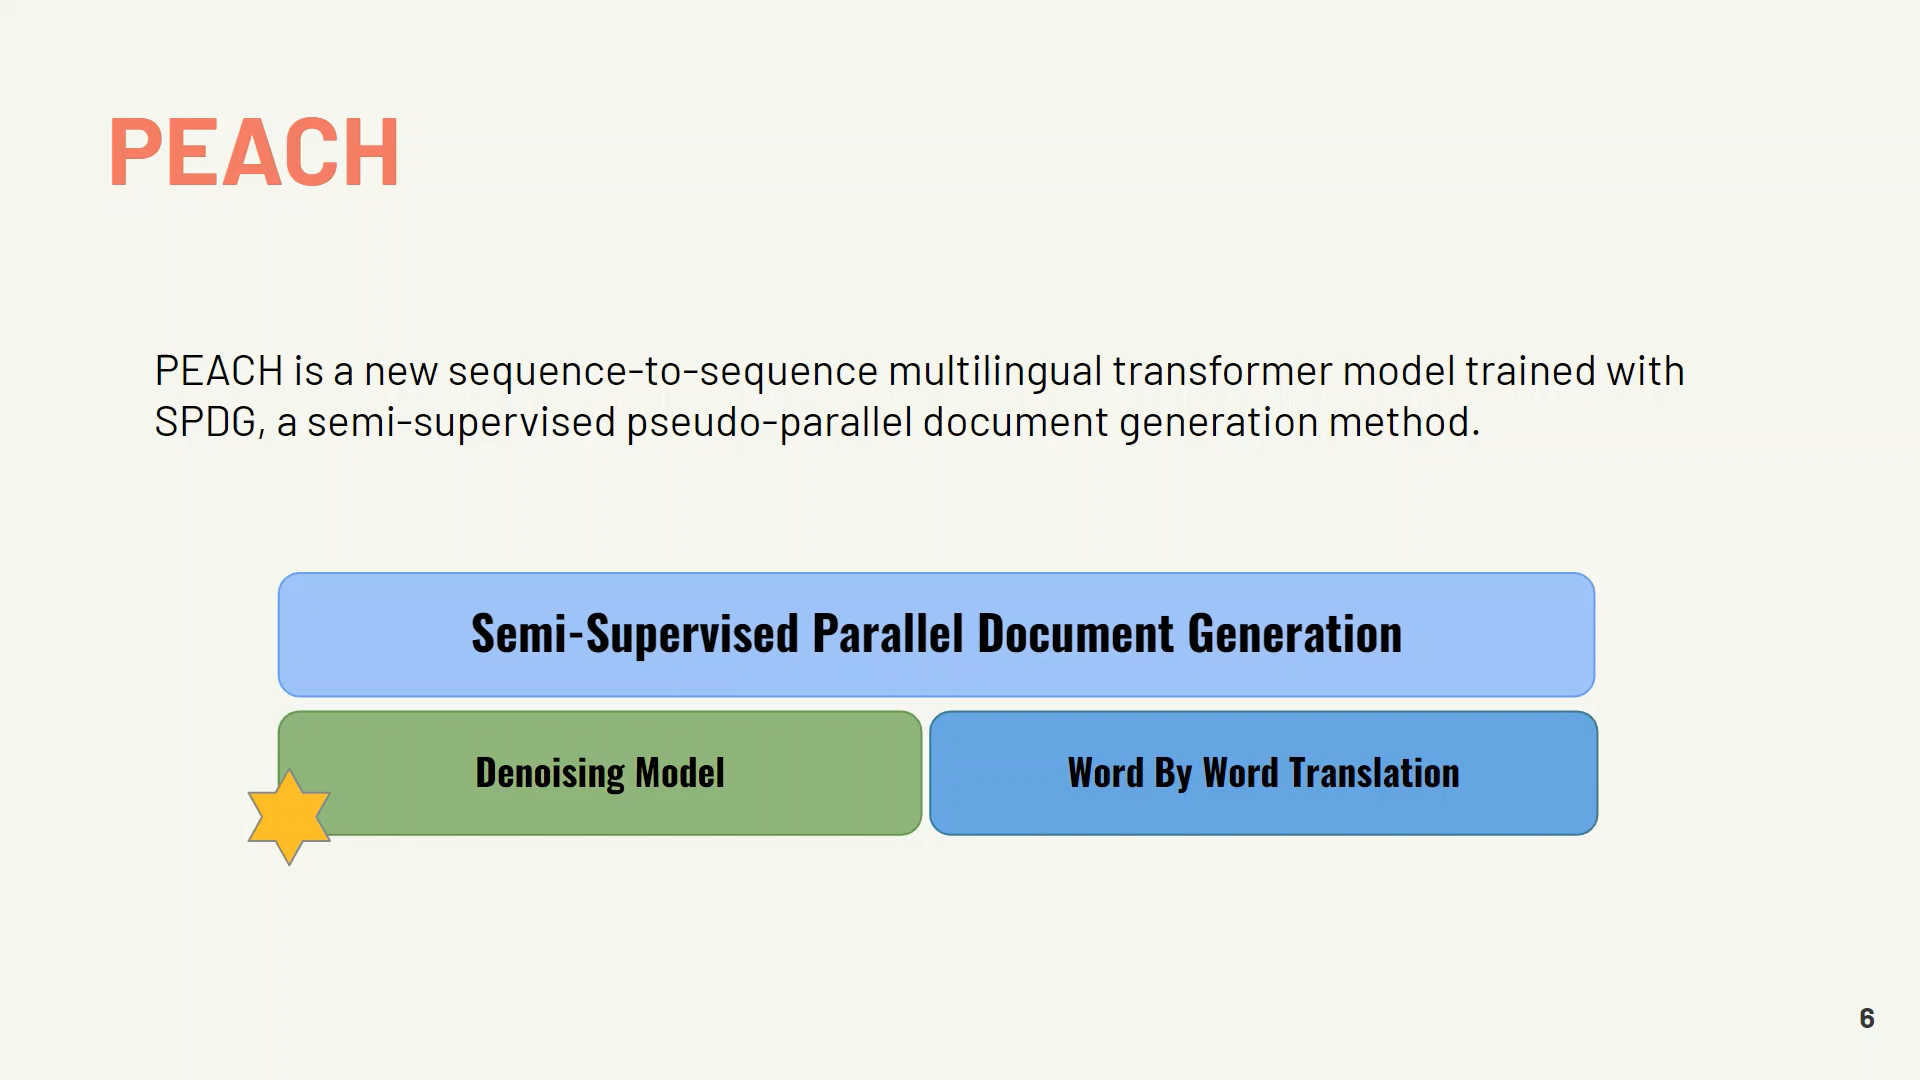 PEACH
PEACH is a new sequence-to-sequence multilingual transformer model trained with
SPDG, a semi-supervised pseudo-parallel document generation method.
Semi-Supervised Parallel Document Generation
Denoising Model
Word By Word Translation
6